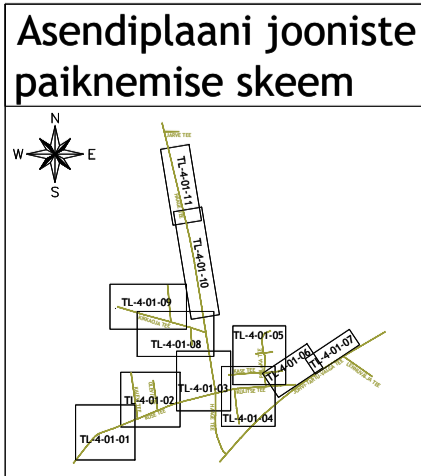 Asendiplaani jooniste
paiknemise skeem
N
W
E
S
JÄRVE TEE
TL-4-01-11
TL-4-01-10
TL-4-01-09
TL-4-01-08
TL-4-01-05
TL-4-01-06
TL-4-01-07
TL-4-01-03
TL-4-01-02
TL-4-01-04
TL-4-01-01